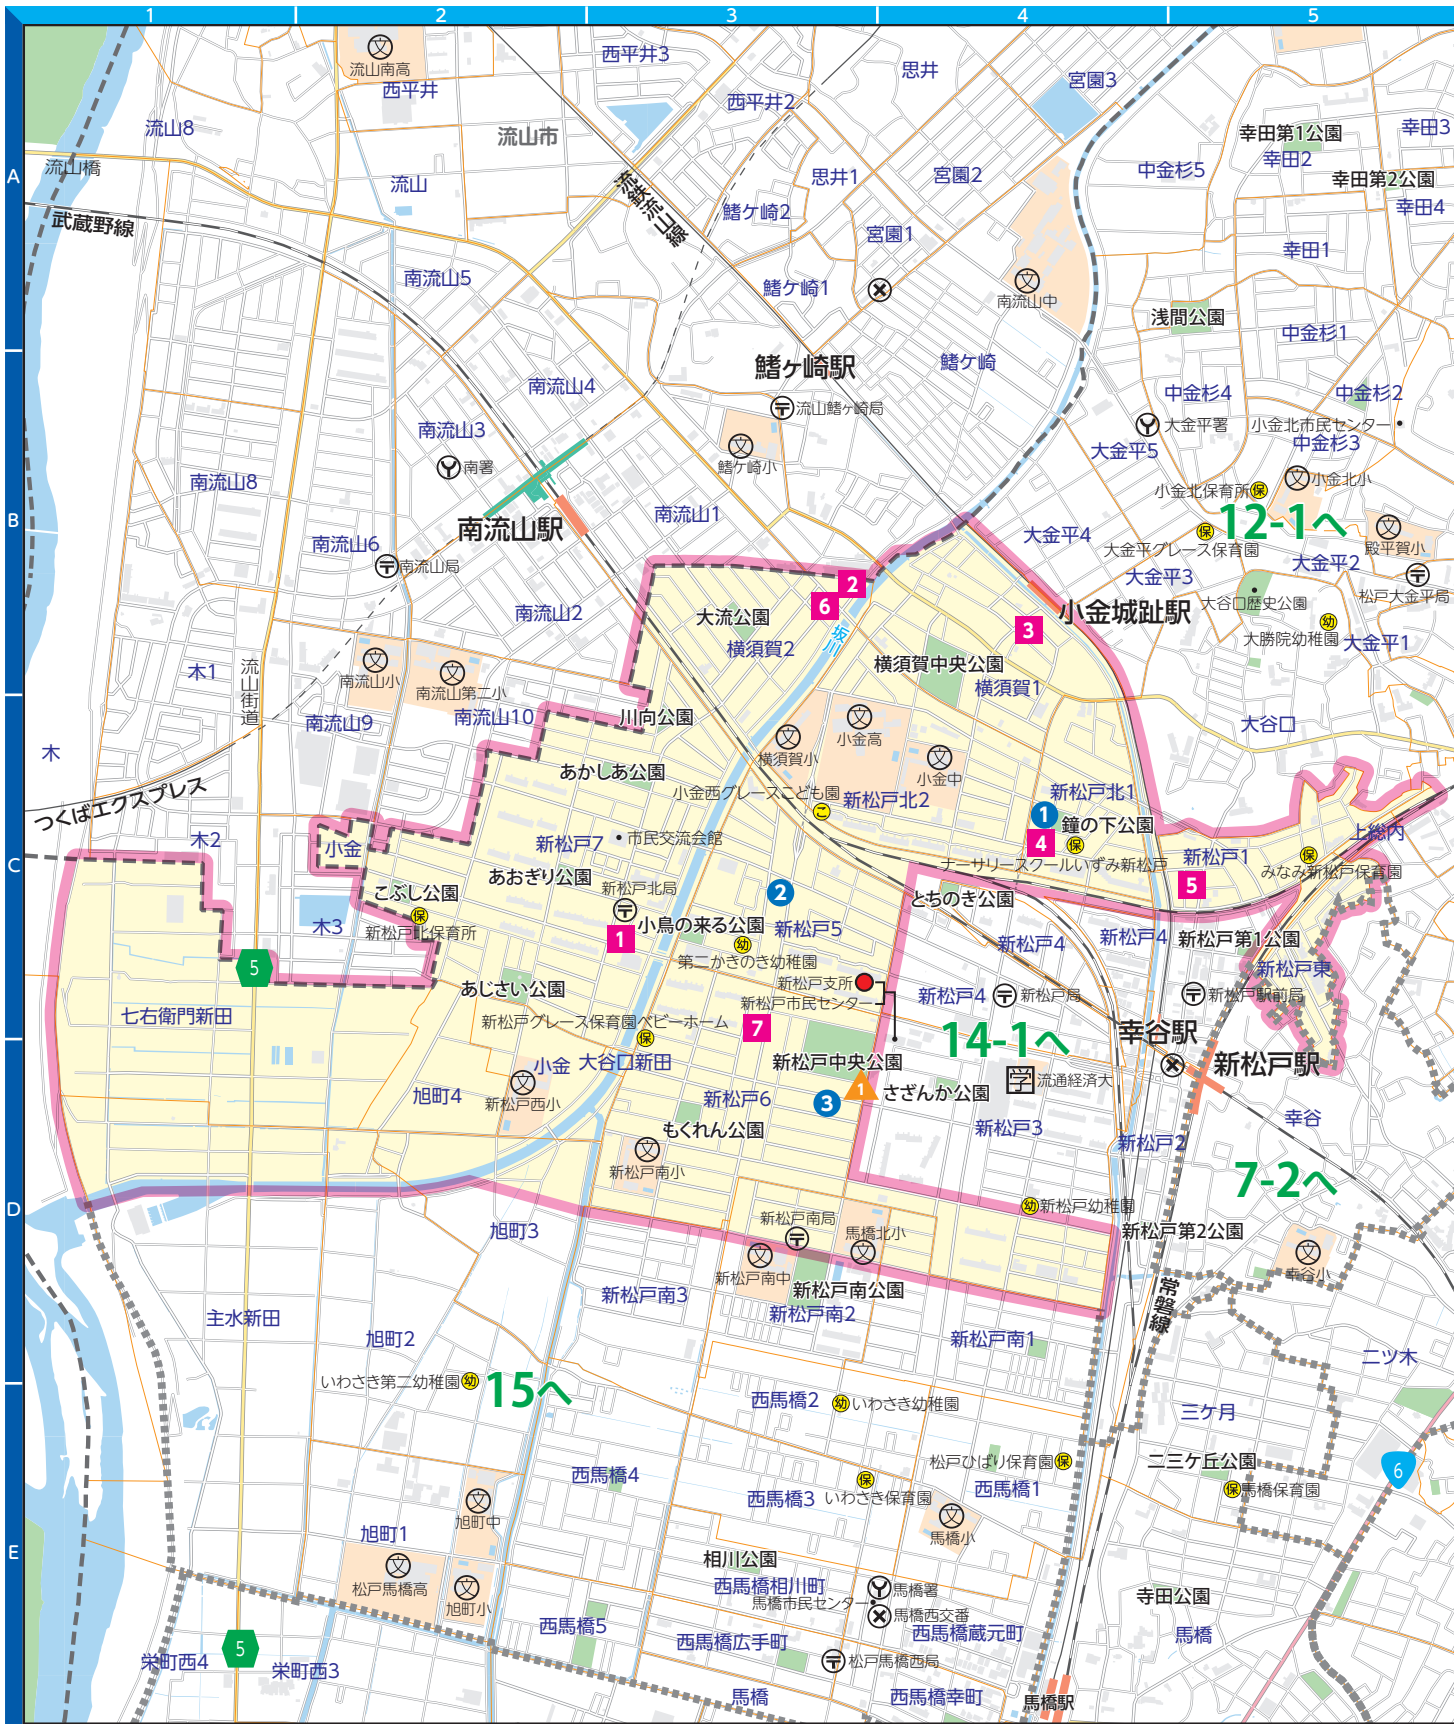 1
2
3
4
5
A
B
C
D
E
流山南高
西平井
西平井3
思井
宮園3
西平井2
流山8
流山市
幸田第1公園
幸田3
幸田2
流山橋
流山
思井1
宮園2
中金杉5
幸田第2公園
流鉄流山線
武蔵野線
鰭ケ崎2
幸田4
宮園1
幸田1
南流山5
鰭ケ崎1
南流山中
浅間公園
中金杉1
鰭ヶ崎駅
鰭ケ崎
南流山4
中金杉4
中金杉2
流山鰭ヶ崎局
南流山3
大金平署
小金北市民センター
大金平5
中金杉3
南署
鰭ケ崎小
南流山8
小金北保育所
保
小金北小
南流山駅
南流山1
大金平4
保
12-1へ
殿平賀小
南流山6
大金平グレース保育園
大金平2
南流山局
大金平3
2
6
松戸大金平局
南流山2
大流公園
小金城趾駅
大谷口歴史公園
3
幼
坂川
大勝院幼稚園
大金平1
横須賀2
横須賀中央公園
木1
流山街道
南流山小
南流山第二小
横須賀1
南流山9
南流山10
川向公園
小金高
大谷口
木
横須賀小
あかしあ公園
小金中
小金西グレースこども園
つくばエクスプレス
こ
新松戸北2
新松戸北1
1
鐘の下公園
上総内
木2
小金
新松戸7
市民交流会館
4
保
ナーサリースクールいずみ新松戸
新松戸1
保
みなみ新松戸保育園
こぶし公園
あおぎり公園
新松戸北局
2
5
とちのき公園
保
小鳥の来る公園
木3
新松戸北保育所
新松戸5
1
幼
新松戸4
新松戸4
新松戸第1公園
5
第二かきのき幼稚園
新松戸東
あじさい公園
新松戸支所
新松戸市民センター
新松戸4
新松戸局
新松戸駅前局
七右衛門新田
新松戸グレース保育園ベビーホーム
7
14-1へ
幸谷駅
保
小金
大谷口新田
新松戸中央公園
新松戸駅
旭町4
新松戸西小
1
さざんか公園
学
流通経済大
新松戸6
3
幸谷
もくれん公園
新松戸3
新松戸2
新松戸南小
7-2へ
幼
新松戸幼稚園
新松戸南局
旭町3
馬橋北小
新松戸第2公園
新松戸南中
幸谷小
新松戸南3
新松戸南公園
常磐線
主水新田
新松戸南2
旭町2
新松戸南1
二ツ木
いわさき第二幼稚園
幼
15へ
西馬橋2
幼
いわさき幼稚園
三ケ月
松戸ひばり保育園
保
二三ケ丘公園
6
西馬橋4
保
西馬橋3
いわさき保育園
西馬橋1
保
馬橋保育園
旭町中
旭町1
馬橋小
相川公園
松戸馬橋高
西馬橋相川町
馬橋署
寺田公園
馬橋市民センター
旭町小
馬橋西交番
西馬橋5
西馬橋広手町
西馬橋蔵元町
馬橋
5
栄町西4
栄町西3
松戸馬橋西局
馬橋
西馬橋幸町
馬橋駅